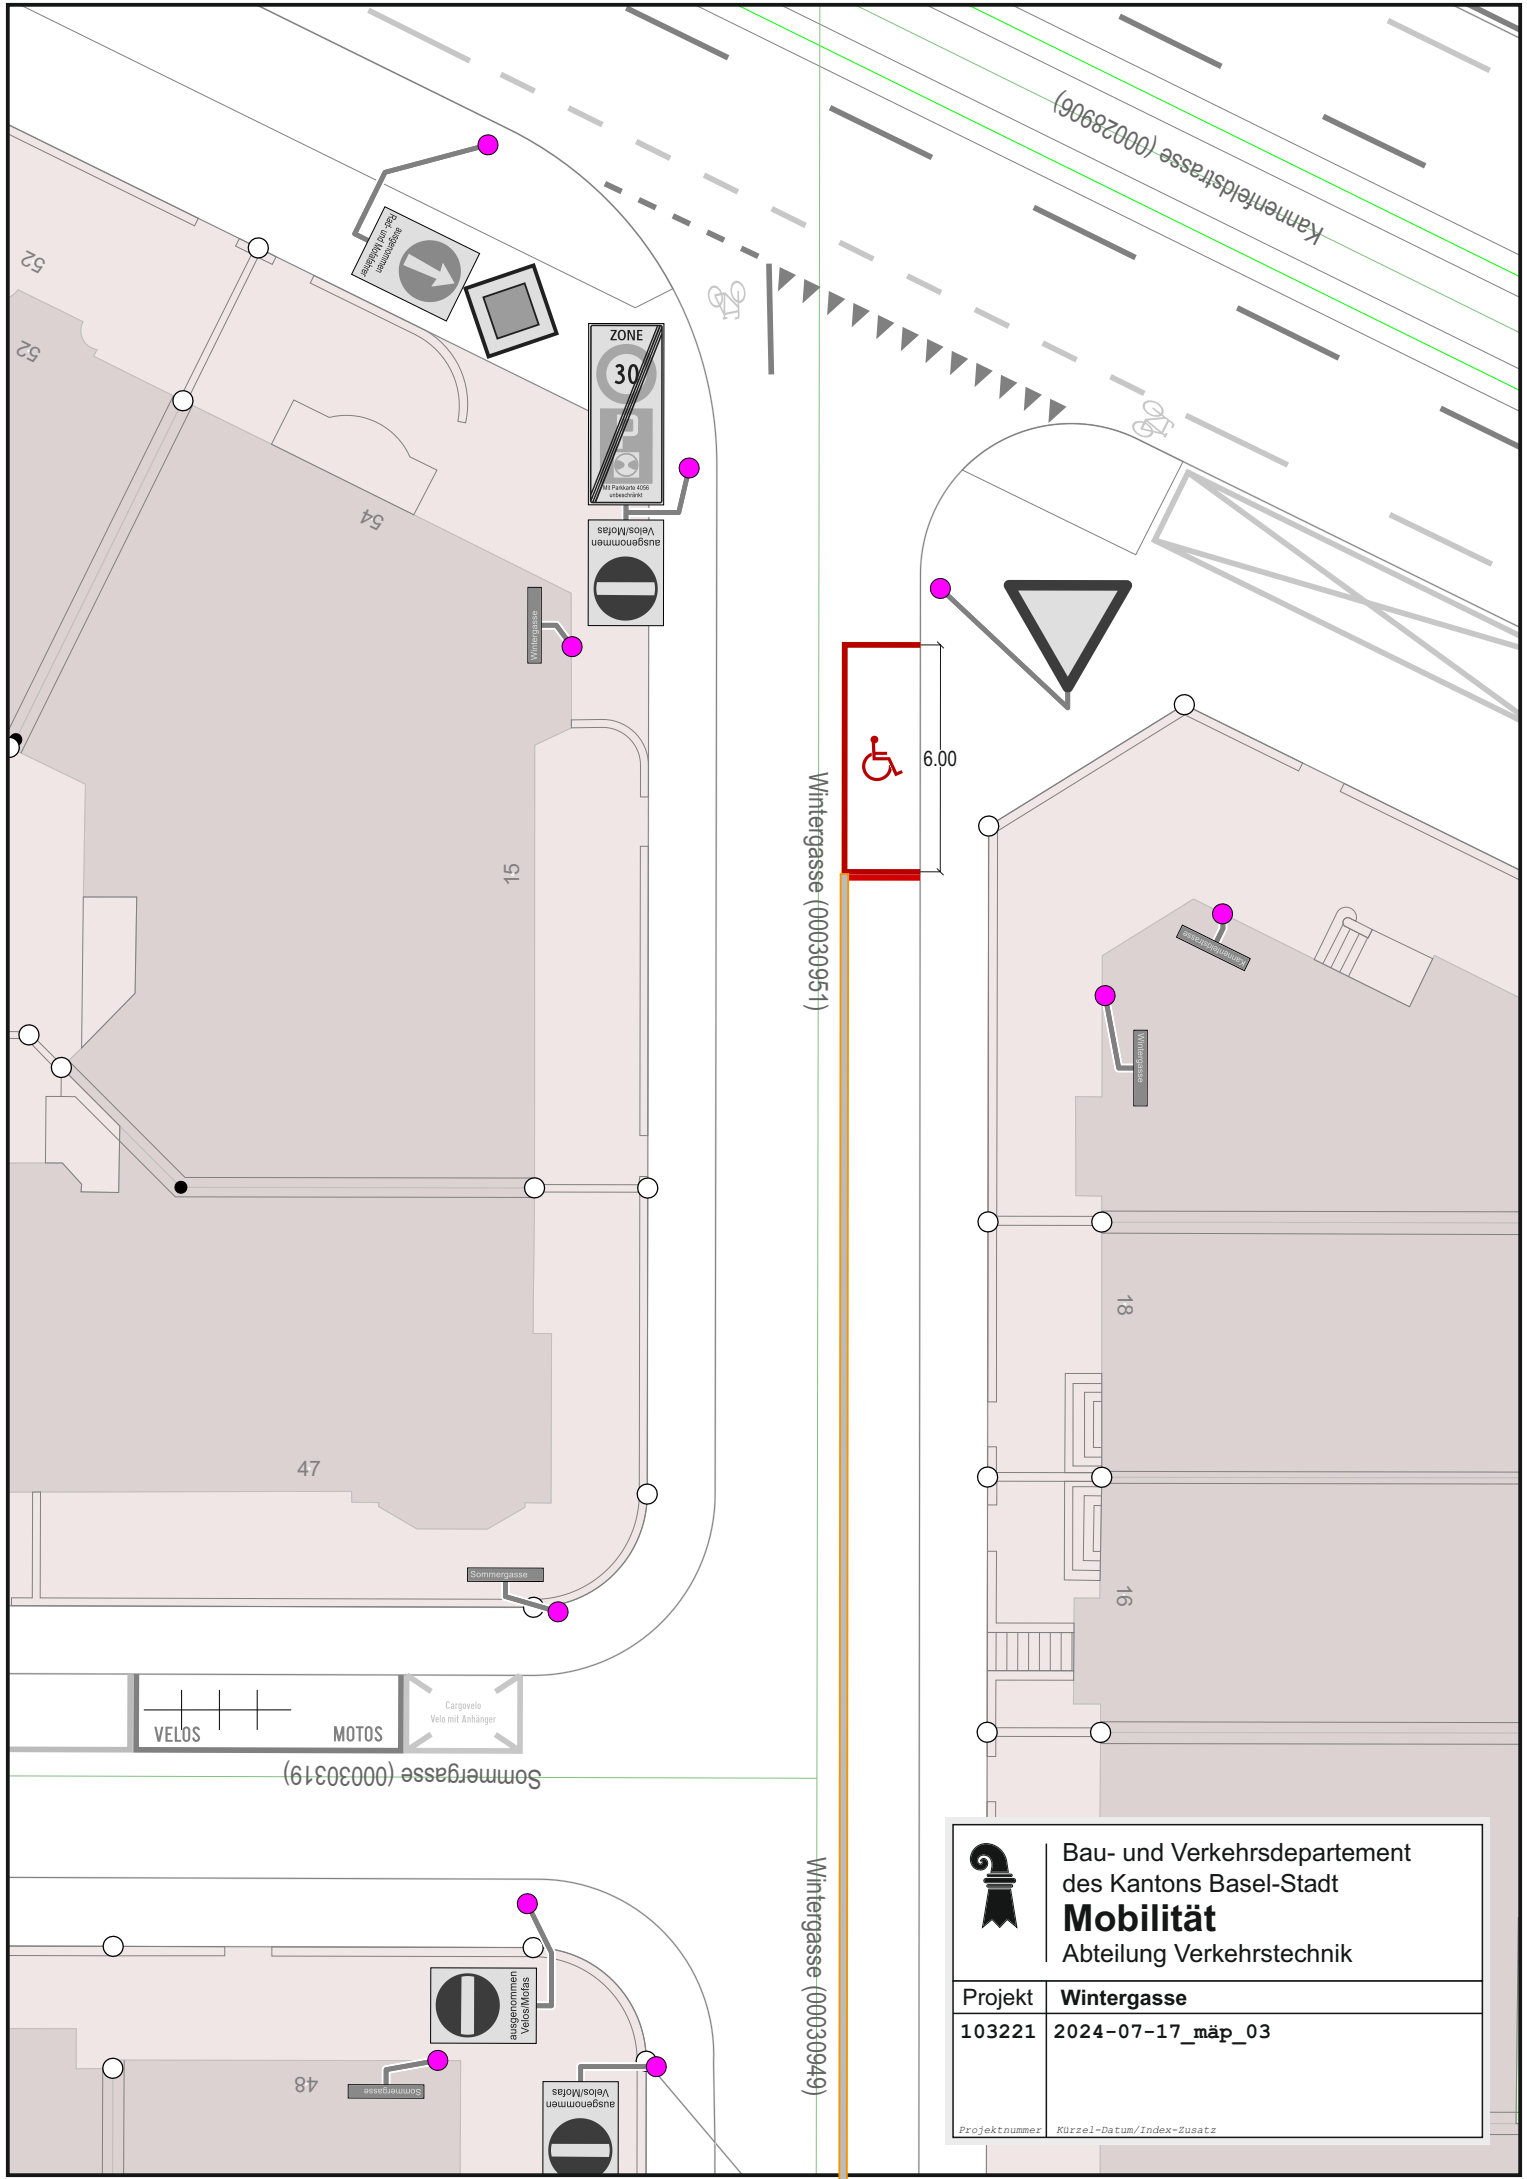 Kannenfeldstrasse (00028906)
52
52
ausgenommen
Rad- und Mofafahrer
ZONE
30
P
Mit Parkkarte 4056
unbeschränkt
ausgenommen
Velos/Mofas
54
Wintergasse
6.00
Wintergasse (00030951)
15
Kannenfeldstrasse
Wintergasse
18
47
16
Sommergasse
VELOS
MOTOS
Cargovelo
Velo mit Anhänger
Sommergasse (00030319)
Wintergasse (00030949)
ausgenommen
Velos/Mofas
Sommergasse
48
ausgenommen
Velos/Mofas
Bau- und Verkehrsdepartement
des Kantons Basel-Stadt
Mobilität
Abteilung Verkehrstechnik
Projekt Wintergasse
103221 2024-07-17_mäp_03
Projektnummer Kürzel-Datum/Index-Zusatz